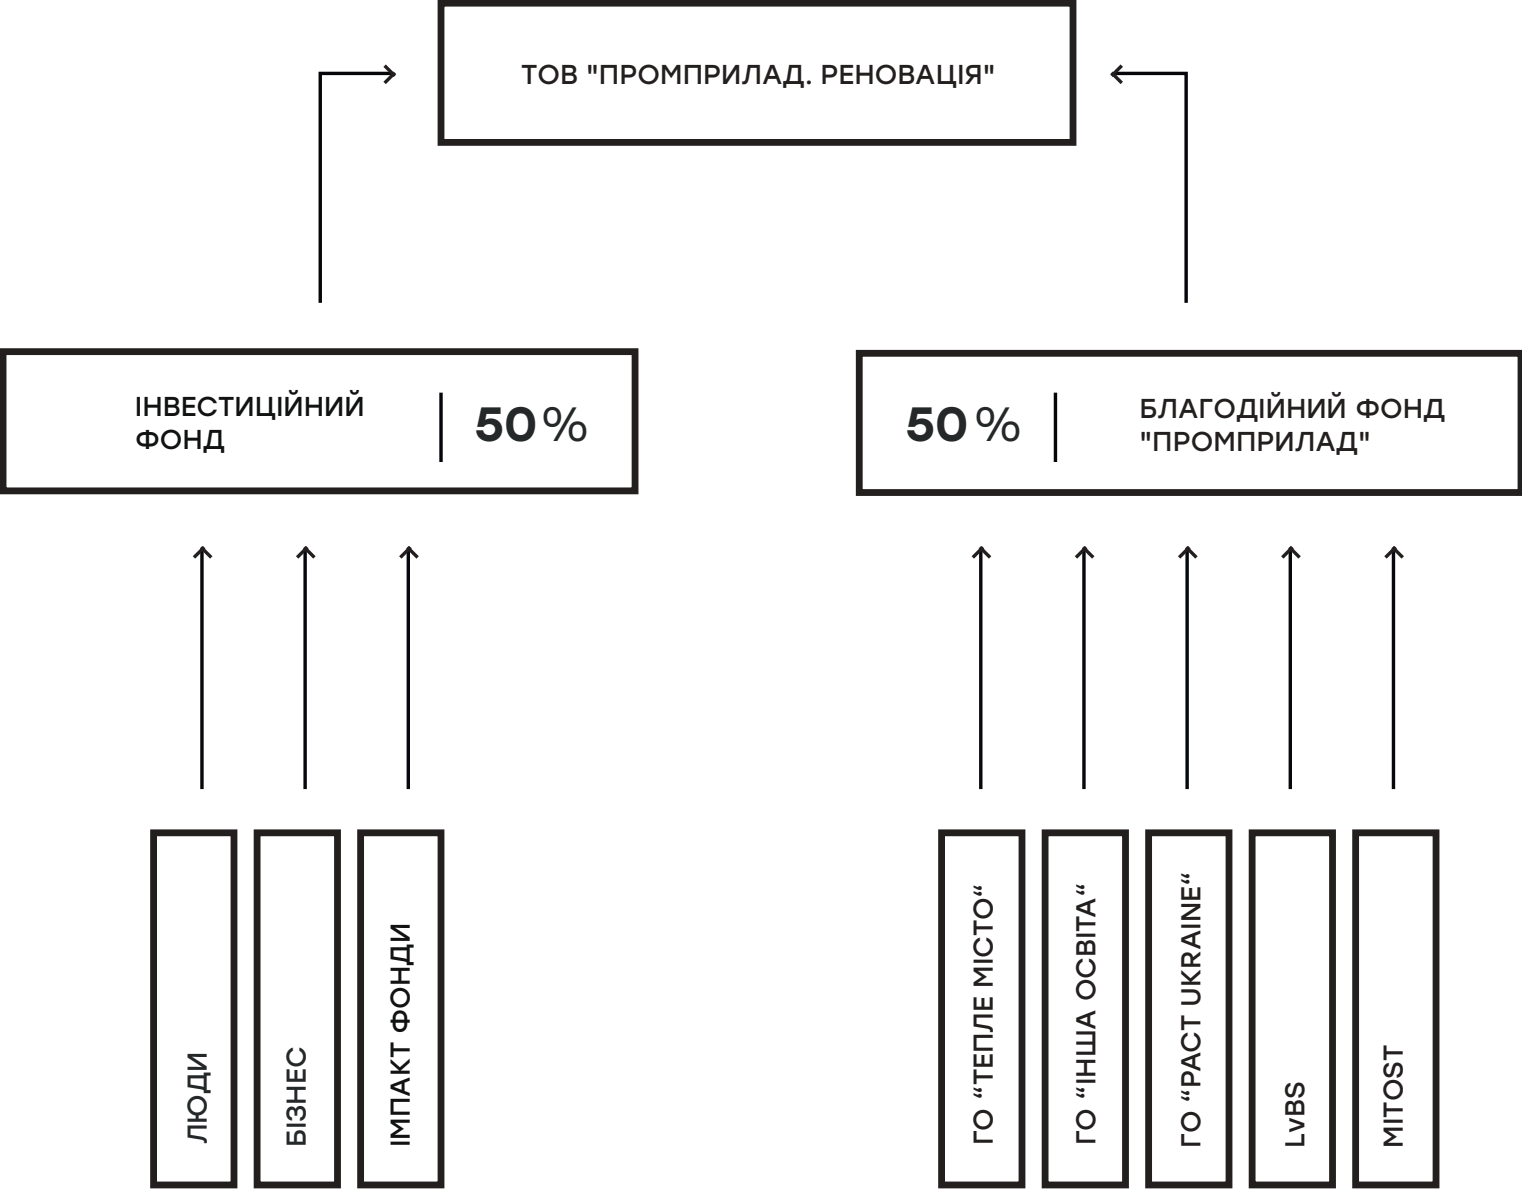 ТОВ "ПРОМПРИЛАД. РЕНОВАЦІЯ"
ІНВЕСТИЦІЙНИЙ
ФОНД
50%
50%
БЛАГОДІЙНИЙ ФОНД
"ПРОМПРИЛАД"
ЛЮДИ
БІЗНЕС
ІМПАКТ ФОНДИ
ГО “ТЕПЛЕ МІСТО“
ГО “ІНША ОСВІТА“
ГО “PACT UKRAINE“
LvBS
MITOST